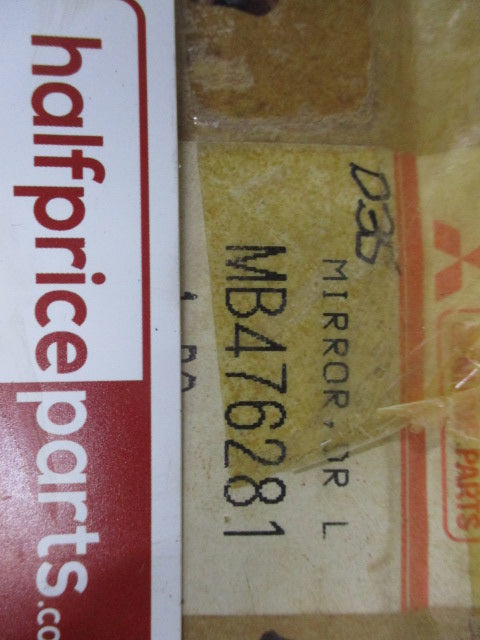 halfpriceparts.co
D35
MIRROR, DR L
MB476281
PARTS